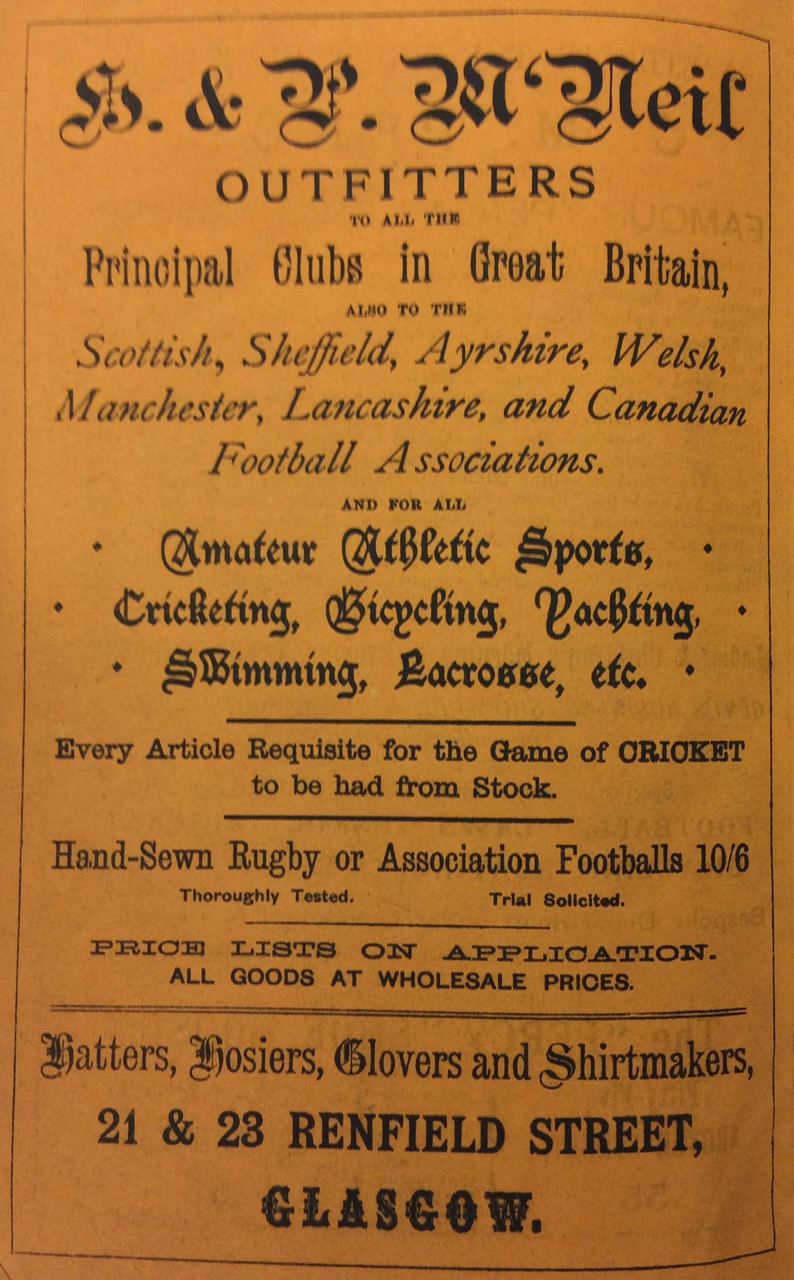 H. & P. M‘Neil
OUTFITTERS
TO ALL THE
Principal Clubs in Great Britain,
ALSO TO THE
Scottish, Sheffield, Ayrshire, Welsh,
Manchester, Lancashire, and Canadian
Football Associations.
AND FOR ALL
· Amateur Athletic Sports, ·
· Cricketing, Bicycling, Yachting, ·
· Swimming, Lacrosse, etc. ·
Every Article Requisite for the Game of CRICKET
to be had from Stock.
Hand-Sewn Rugby or Association Footballs 10/6
Thoroughly Tested. Trial Solicited.
PRICE LISTS ON APPLICATION.
ALL GOODS AT WHOLESALE PRICES.
Hatters, Hosiers, Glovers and Shirtmakers,
21 & 23 RENFIELD STREET,
GLASGOW.